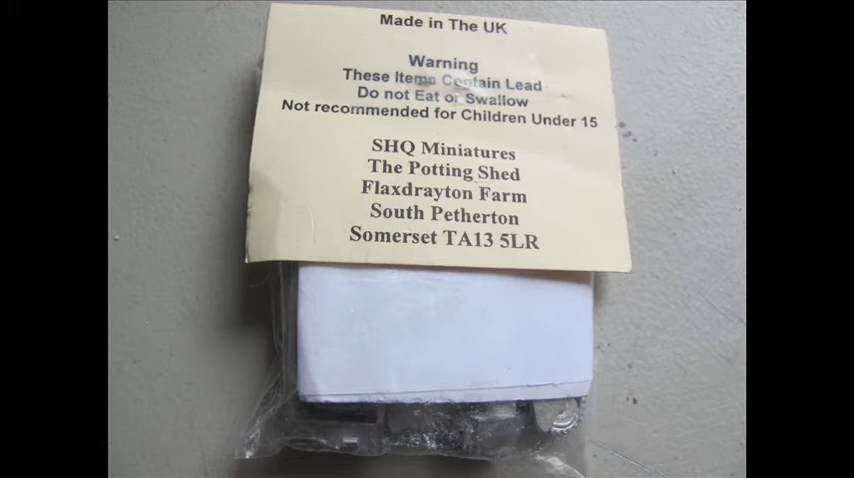 Made in The UK
Warning
These Items Contain Lead
Do not Eat or Swallow
Not recommended for Children Under 15
SHQ Miniatures
The Potting Shed
Flaxdrayton Farm
South Petherton
Somerset TA13 5LR